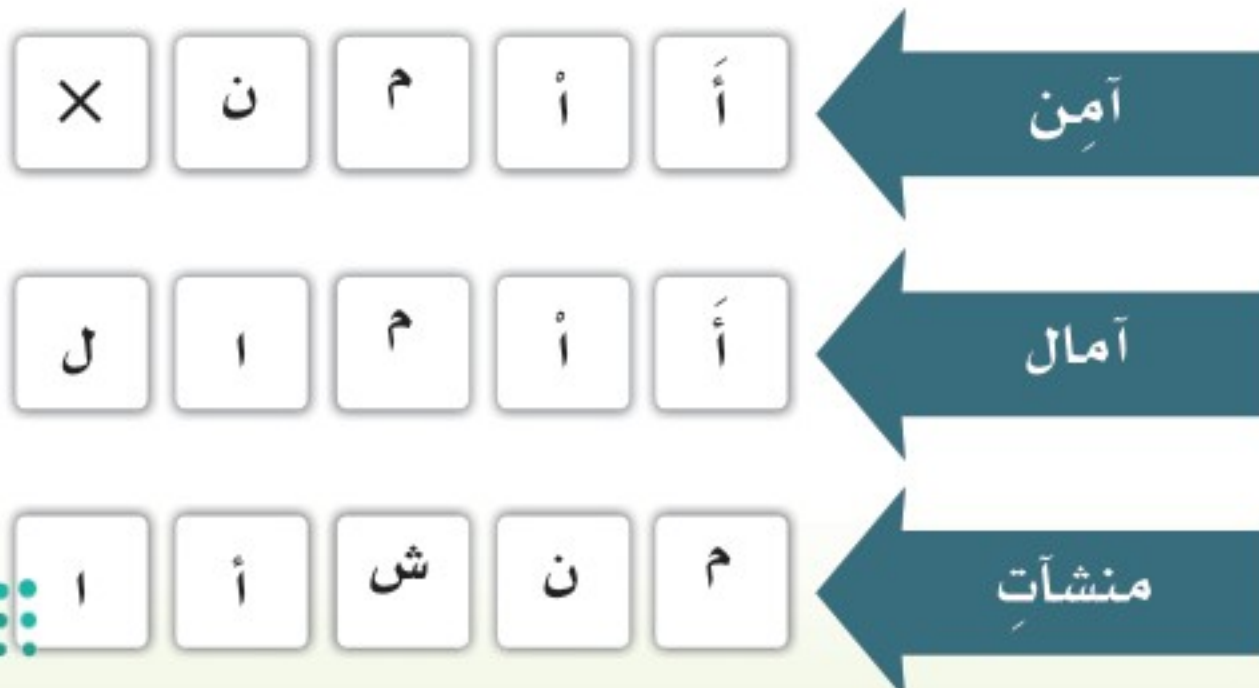 آمِن أَ اْ م ن ×
آمال أَ اْ م ا ل
منشآتِ م ن ش أ ا